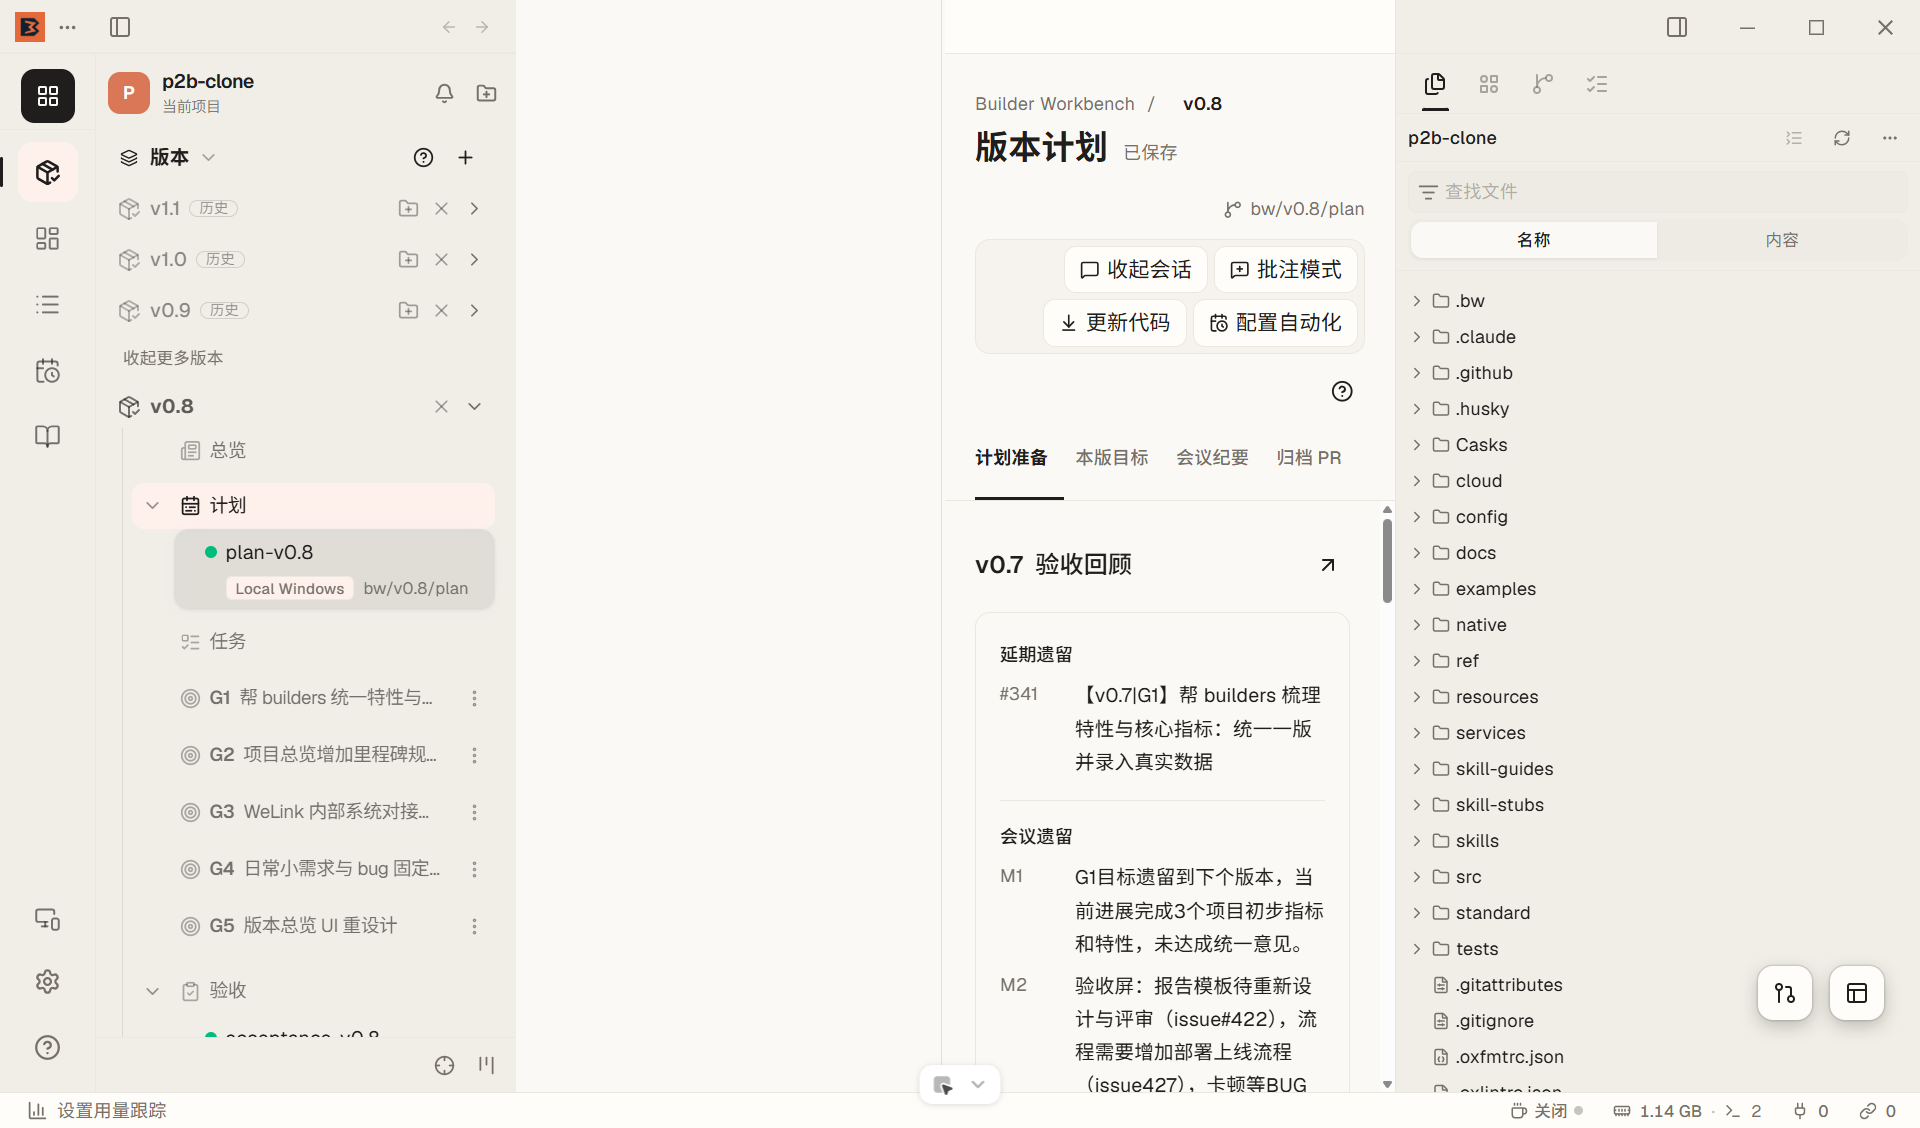 P
p2b-clone
当前项目
版本
v1.1 历史
v1.0 历史
v0.9 历史
收起更多版本
v0.8
总览
计划
plan-v0.8
Local Windows bw/v0.8/plan
任务
G1 帮 builders 统一特性与...
G2 项目总览增加里程碑规...
G3 WeLink 内部系统对接...
G4 日常小需求与 bug 固定...
G5 版本总览 UI 重设计
验收
acceptance-v0.8
设置用量跟踪
Builder Workbench / v0.8
版本计划 已保存
bw/v0.8/plan
收起会话 批注模式
更新代码 配置自动化
计划准备 本版目标 会议纪要 归档 PR
v0.7 验收回顾
延期遗留
#341 【v0.7|G1】帮 builders 梳理
特性与核心指标：统一一版
并录入真实数据
会议遗留
M1 G1目标遗留到下个版本，当
前进展完成3个项目初步指标
和特性，未达成统一意见。
M2 验收屏：报告模板待重新设
计与评审（issue#422），流
程需要增加部署上线流程
（issue427），卡顿等BUG
p2b-clone
查找文件
名称 内容
.bw
.claude
.github
.husky
Casks
cloud
config
docs
examples
native
ref
resources
services
skill-guides
skill-stubs
skills
src
standard
tests
.gitattributes
.gitignore
.oxfmtrc.json
.oxlintrc.json
关闭 1.14 GB · 2 0 0